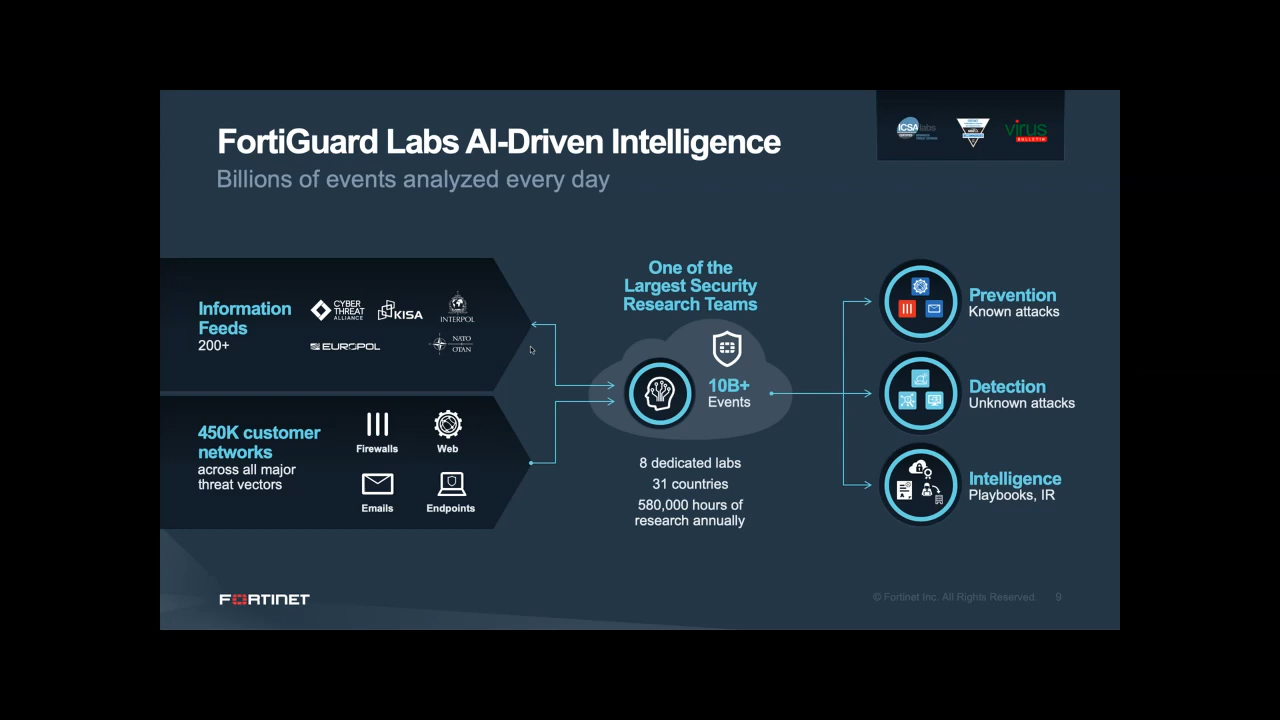 FortiGuard Labs AI-Driven Intelligence
Billions of events analyzed every day
ICSA labs
virus
BULLETIN
Information
Feeds
200+
CYBER
THREAT
ALLIANCE
KISA
INTERPOL
EUROPOL
NATO
OTAN
450K customer
networks
across all major
threat vectors
Firewalls
Web
Emails
Endpoints
One of the
Largest Security
Research Teams
10B+
Events
8 dedicated labs
31 countries
580,000 hours of
research annually
Prevention
Known attacks
Detection
Unknown attacks
Intelligence
Playbooks, IR
FORTINET
© Fortinet Inc. All Rights Reserved.
9